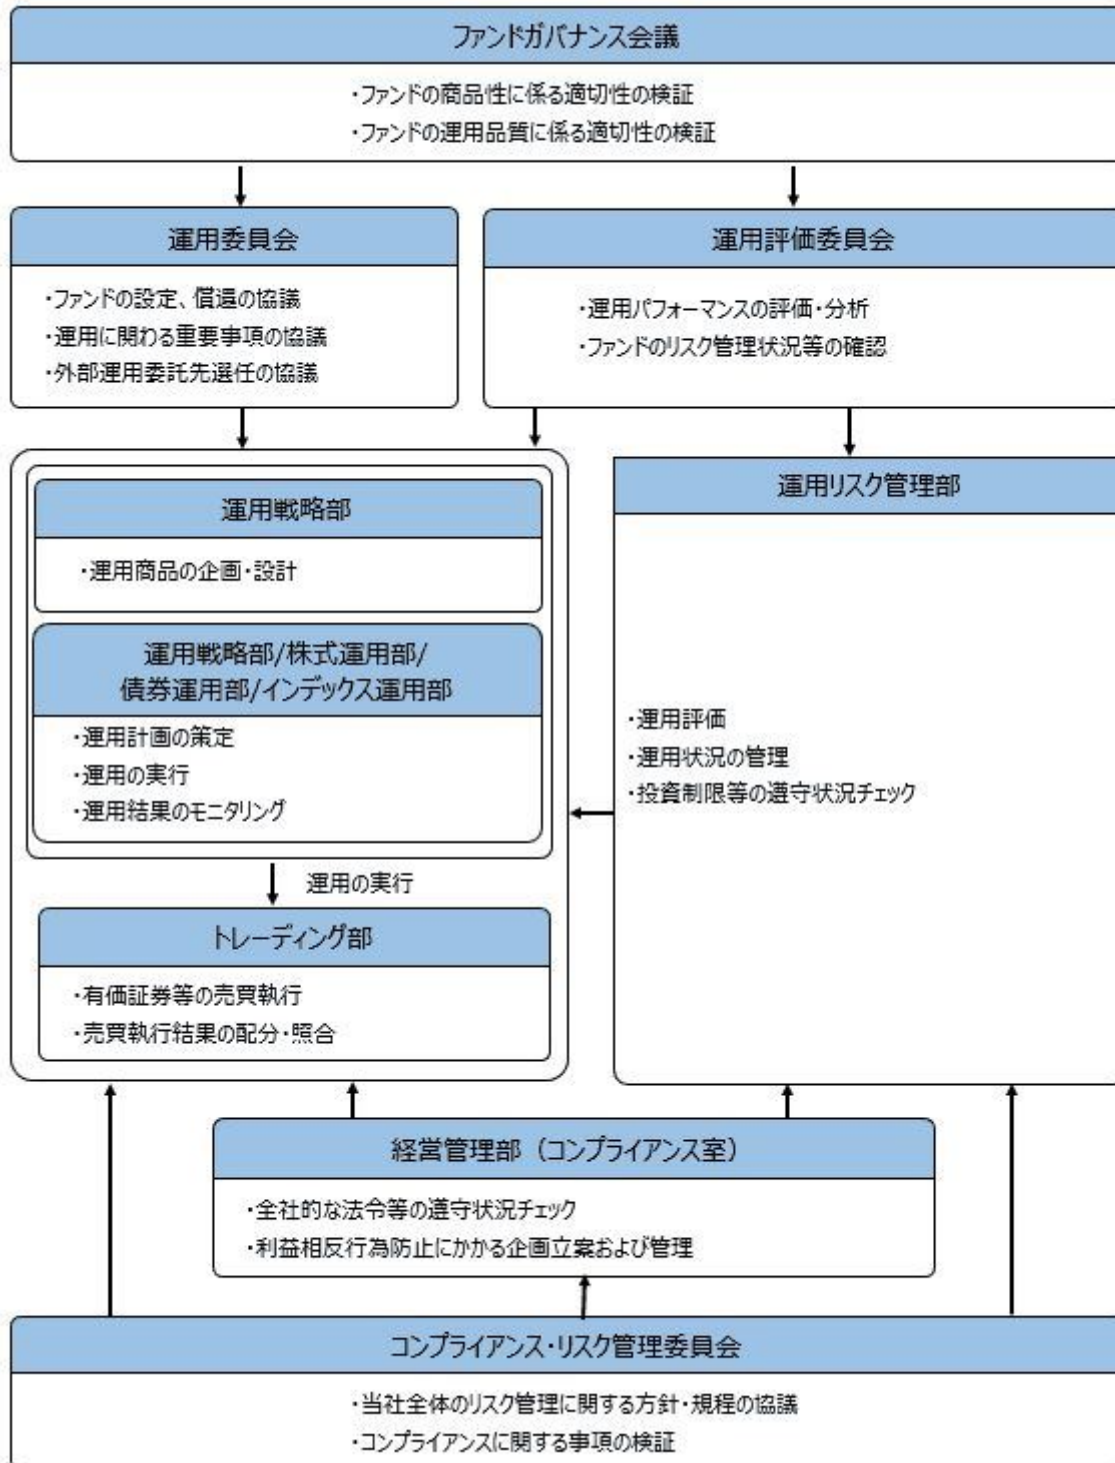 ファンドガバナンス会議
・ファンドの商品性に係る適切性の検証
・ファンドの運用品質に係る適切性の検証
運用委員会
・ファンドの設定、償還の協議
・運用に関わる重要事項の協議
・外部運用委託先選任の協議
運用評価委員会
・運用パフォーマンスの評価・分析
・ファンドのリスク管理状況等の確認
運用戦略部
・運用商品の企画・設計
運用戦略部/株式運用部/
債券運用部/インデックス運用部
・運用計画の策定
・運用の実行
・運用結果のモニタリング
運用の実行
トレーディング部
・有価証券等の売買執行
・売買執行結果の配分・照合
運用リスク管理部
・運用評価
・運用状況の管理
・投資制限等の遵守状況チェック
経営管理部（コンプライアンス室）
・全社的な法令等の遵守状況チェック
・利益相反行為防止にかかる企画立案および管理
コンプライアンス・リスク管理委員会
・当社全体のリスク管理に関する方針・規程の協議
・コンプライアンスに関する事項の検証